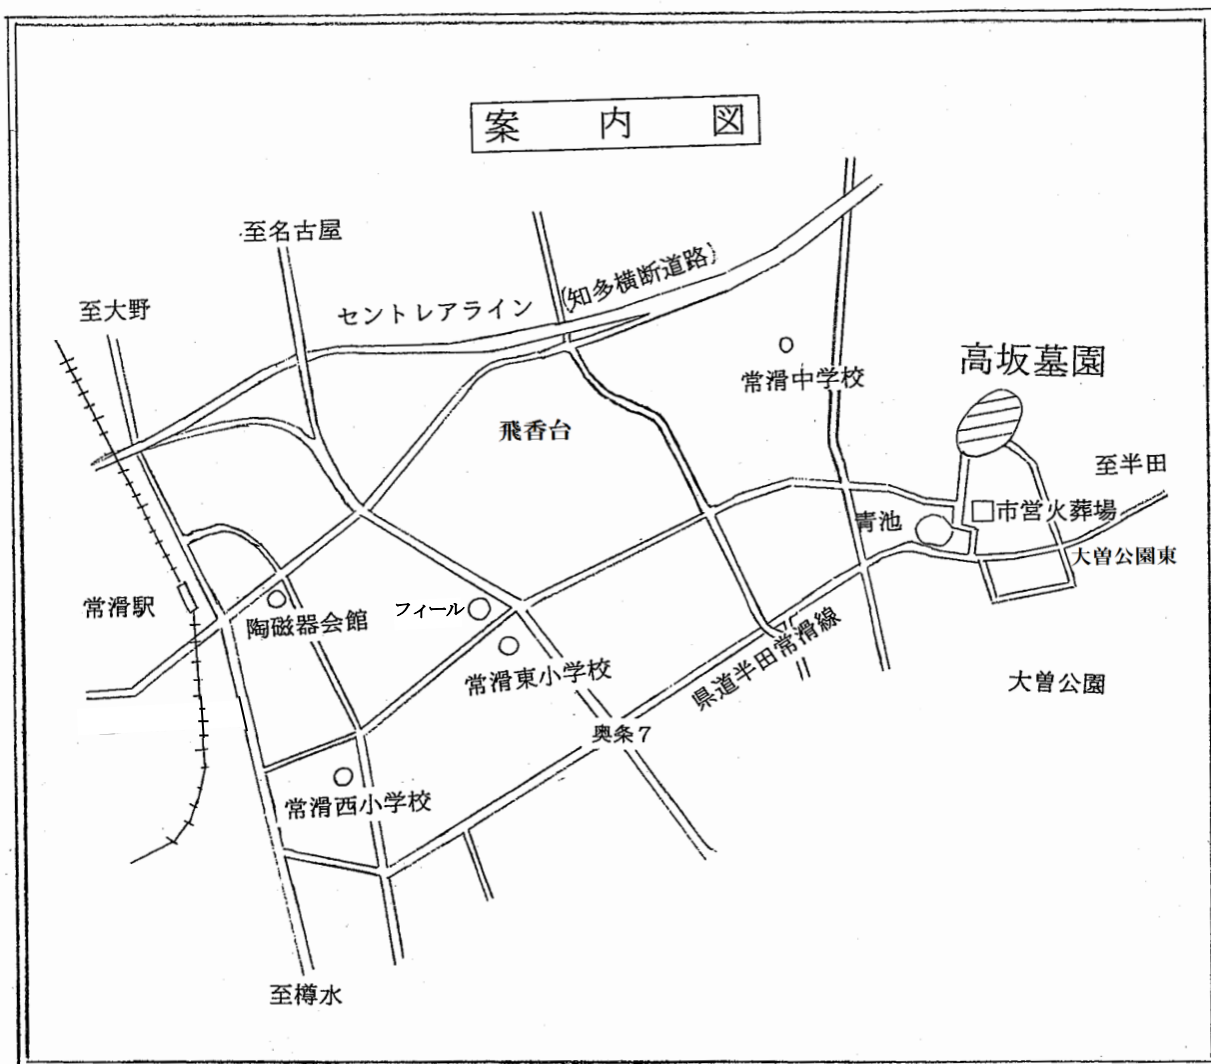 案内図
至名古屋
至大野
セントレアライン
(知多横断道路)
常滑中学校
高坂墓園
飛香台
至半田
青池
市営火葬場
大曽公園東
常滑駅
陶磁器会館
フィール
常滑東小学校
県道半田常滑線
大曽公園
奥条7
常滑西小学校
至樽水